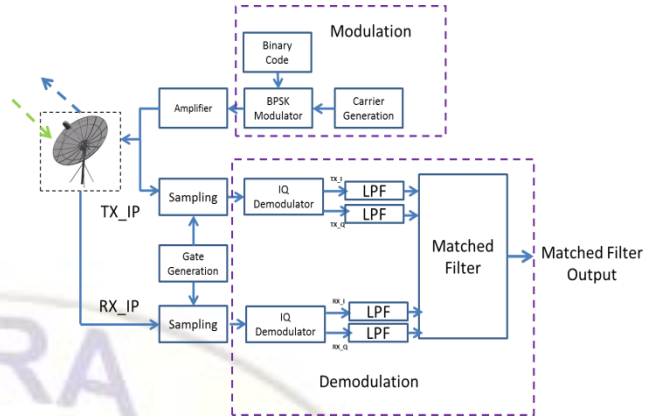 Modulation
Binary
Code
Amplifier
BPSK
Modulator
Carrier
Generation
TX_IP
Sampling
IQ
Demodulator
TX_I
LPF
TX_Q
LPF
Matched
Filter
Matched Filter
Output
Gate
Generation
RX_IP
Sampling
IQ
Demodulator
RX_I
LPF
RX_Q
LPF
Demodulation
RA